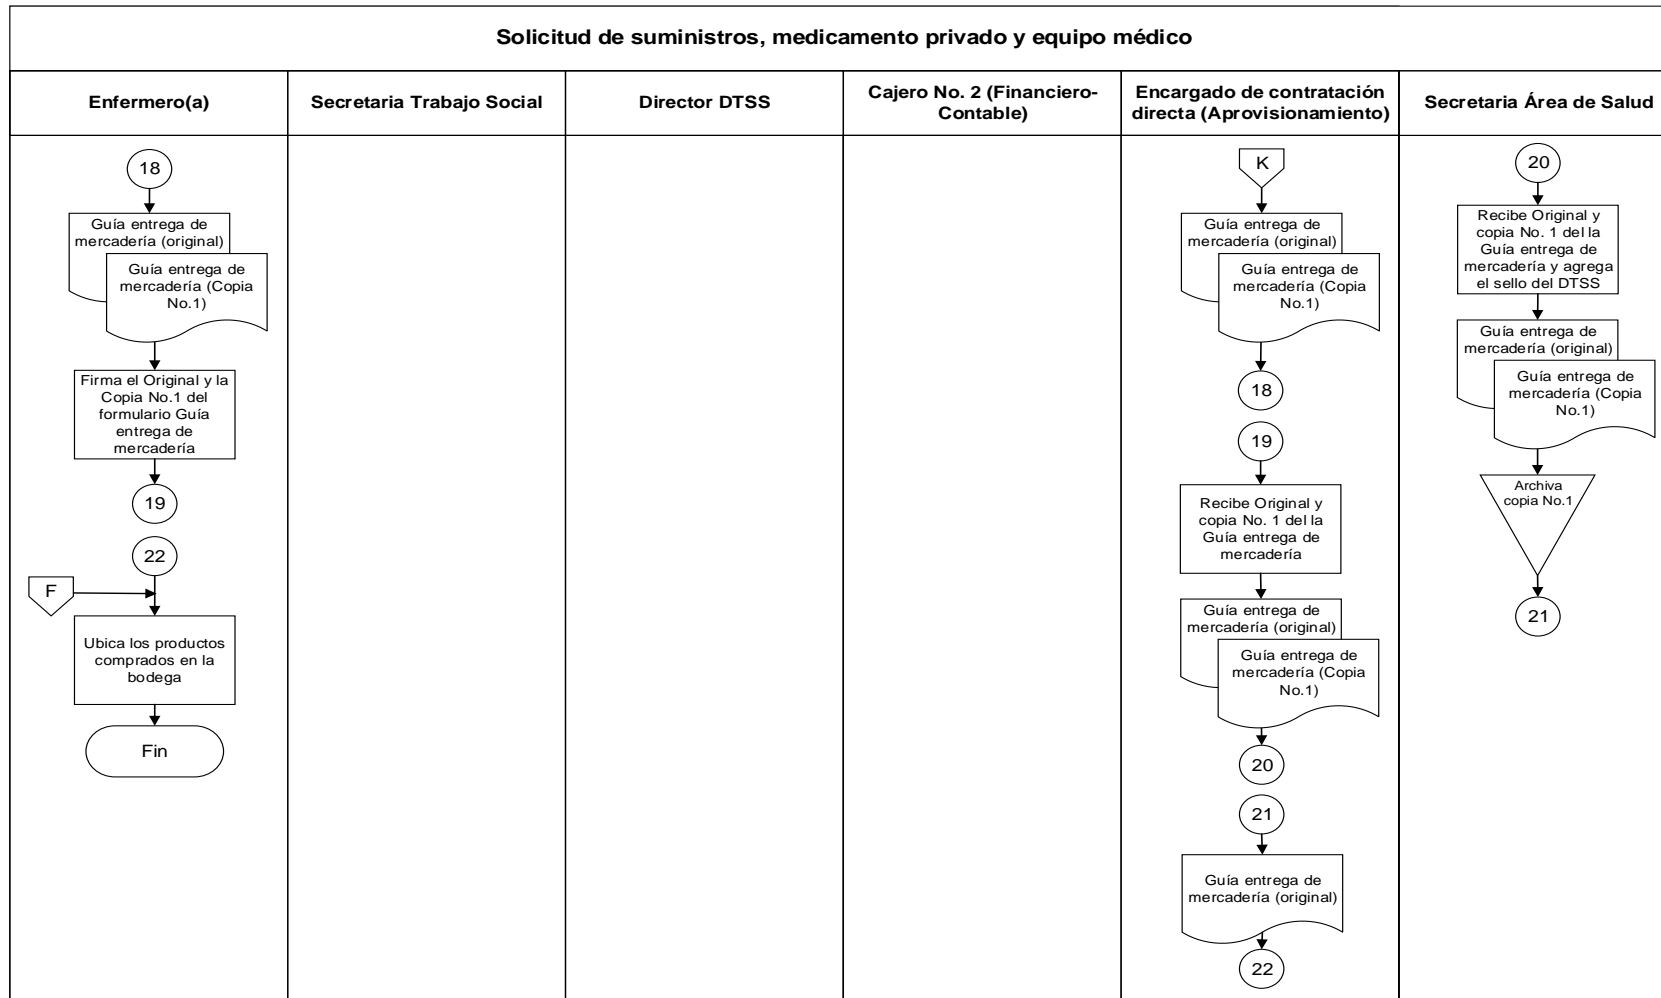 Solicitud de suministros, medicamento privado y equipo médico
Enfermero(a)
Secretaria Trabajo Social
Director DTSS
Cajero No. 2 (Financiero-
Contable)
Encargado de contratación
directa (Aprovisionamiento)
Secretaria Área de Salud
18
Guía entrega de
mercadería (original)
Guía entrega de
mercadería (Copia
No.1)
Firma el Original y la
Copia No.1 del
formulario Guía
entrega de
mercadería
19
22
F
Ubica los productos
comprados en la
bodega
Fin
K
Guía entrega de
mercadería (original)
Guía entrega de
mercadería (Copia
No.1)
18
19
Recibe Original y
copia No. 1 del la
Guía entrega de
mercadería
Guía entrega de
mercadería (original)
Guía entrega de
mercadería (Copia
No.1)
20
21
Guía entrega de
mercadería (original)
22
20
Recibe Original y
copia No. 1 del la
Guía entrega de
mercadería y agrega
el sello del DTSS
Guía entrega de
mercadería (original)
Guía entrega de
mercadería (Copia
No.1)
Archiva
copia No.1
21